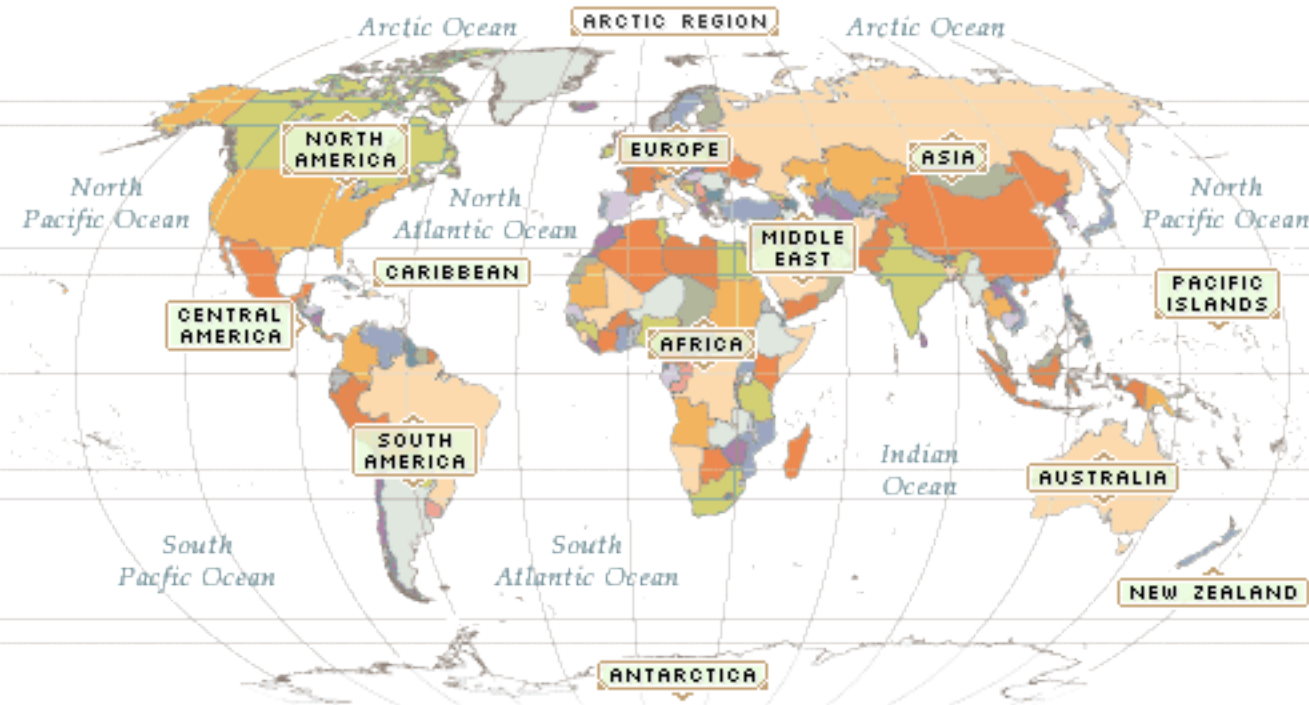 Arctic Ocean
ARCTIC REGION
Arctic Ocean
NORTH
AMERICA
EUROPE
ASIA
North
Pacific Ocean
North
Atlantic Ocean
North
Pacific Ocean
MIDDLE
EAST
CARIBBEAN
PACIFIC
ISLANDS
CENTRAL
AMERICA
AFRICA
SOUTH
AMERICA
Indian
Ocean
AUSTRALIA
South
Pacfic Ocean
South
Atlantic Ocean
NEW ZEALAND
ANTARCTICA